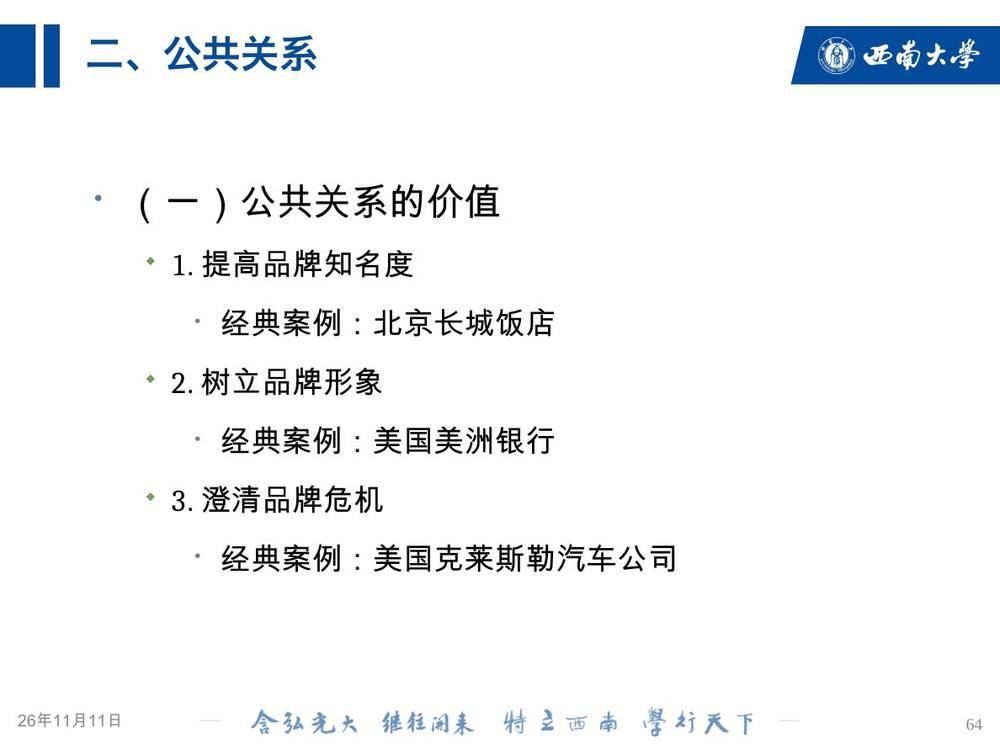 二、公共关系
西南大学
• （一）公共关系的价值
1. 提高品牌知名度
• 经典案例：北京长城饭店
2. 树立品牌形象
• 经典案例：美国美洲银行
3. 澄清品牌危机
• 经典案例：美国克莱斯勒汽车公司
26年11月11日
含弘光大 继往开来 特立西南 學行天下
64